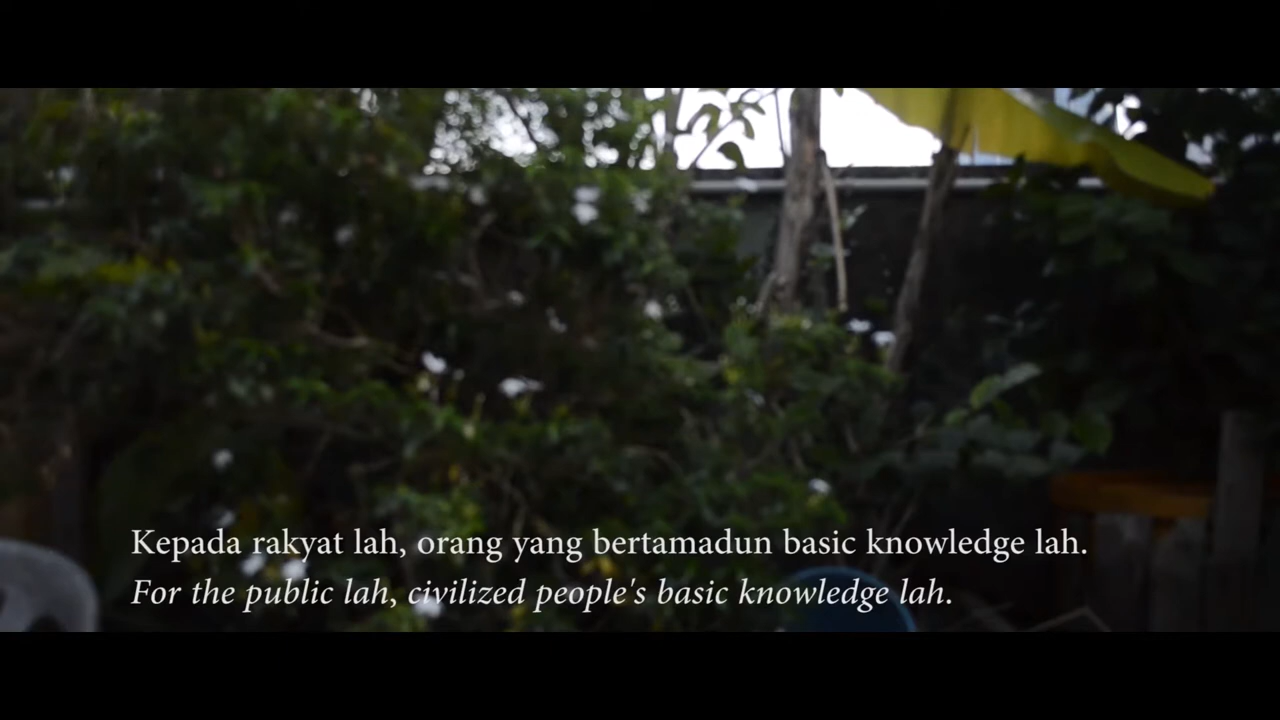 Kepada rakyat lah, orang yang bertamadun basic knowledge lah.
For the public lah, civilized people's basic knowledge lah.